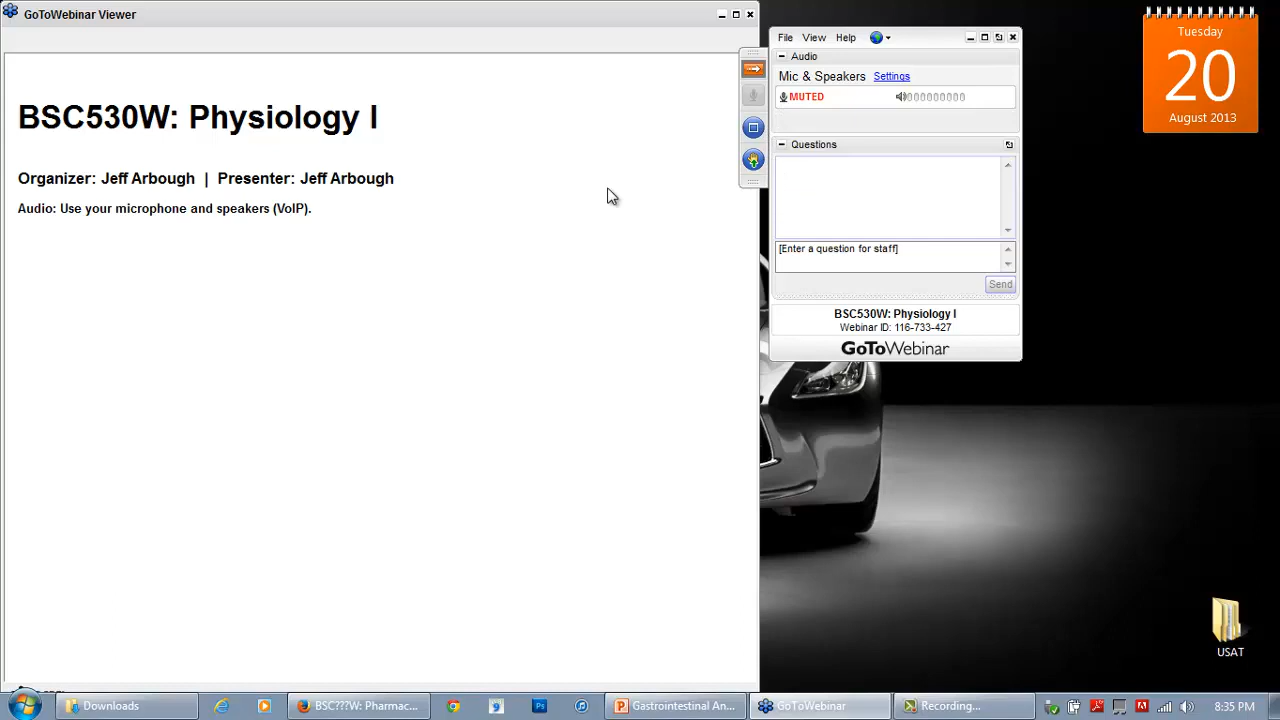 GoToWebinar Viewer
BSC530W: Physiology I
Organizer: Jeff Arbough | Presenter: Jeff Arbough
Audio: Use your microphone and speakers (VoIP).
File View Help
Audio
Mic & Speakers Settings
MUTED
Questions
[Enter a question for staff]
Send
BSC530W: Physiology I
Webinar ID: 116-733-427
GoToWebinar
Tuesday
20
August 2013
USAT
Downloads
BSC???W: Pharmac...
Gastrointestinal An...
GoToWebinar
Recording...
8:35 PM